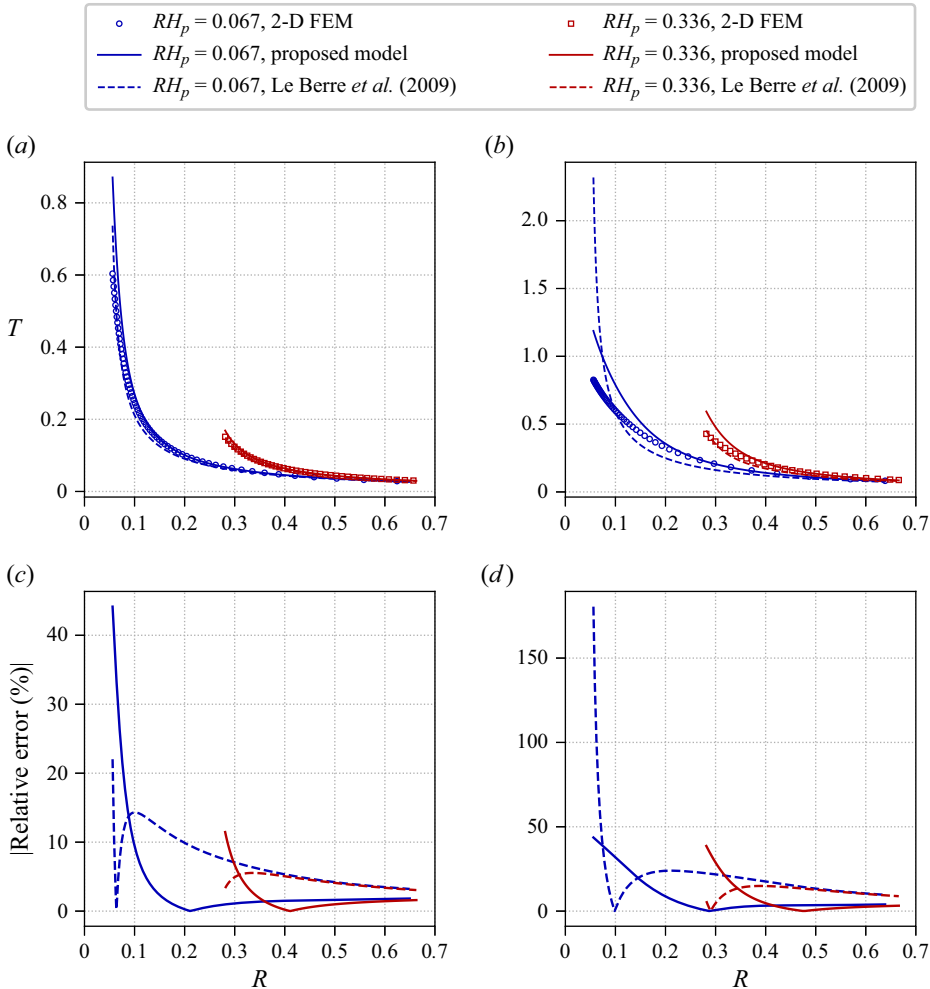 RHp = 0.067, 2-D FEM
RHp = 0.067, proposed model
RHp = 0.067, Le Berre et al. (2009)
RHp = 0.336, 2-D FEM
RHp = 0.336, proposed model
RHp = 0.336, Le Berre et al. (2009)
(a)
0.8
0.6
0.4
0.2
0
T
0 0.1 0.2 0.3 0.4 0.5 0.6 0.7
(b)
2.0
1.5
1.0
0.5
0
0 0.1 0.2 0.3 0.4 0.5 0.6 0.7
(c)
40
30
20
10
0
|Relative error (%)|
0 0.1 0.2 0.3 0.4 0.5 0.6 0.7
R
(d)
150
100
50
0
0 0.1 0.2 0.3 0.4 0.5 0.6 0.7
R